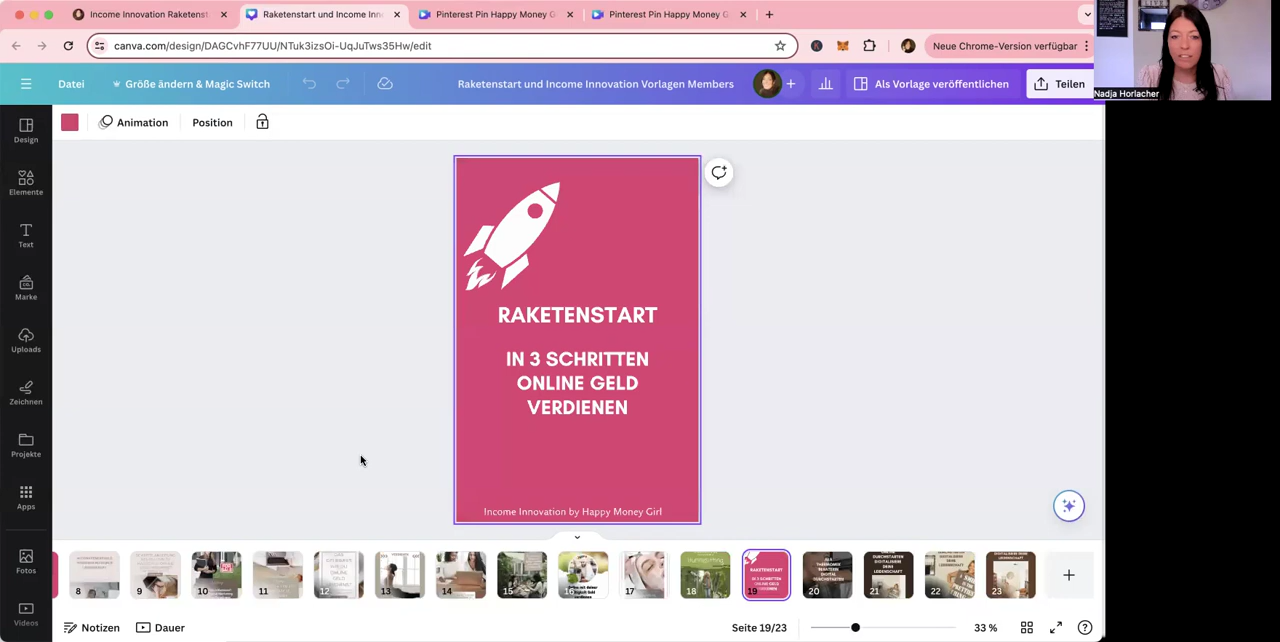 Income Innovation Raketenst
Raketenstart und Income Inn
Pinterest Pin Happy Money G
Pinterest Pin Happy Money G
canva.com/design/DAGCvhF77UU/NTuk3izsOi-UqJuTws35Hw/edit
Neue Chrome-Version verfügbar
Datei
Größe ändern & Magic Switch
Raketenstart und Income Innovation Vorlagen Members
Als Vorlage veröffentlichen
Teilen
Nadja Horlacher
Animation
Position
Design
Elemente
Text
Marke
Uploads
Zeichnen
Projekte
Apps
Fotos
Videos
RAKETENSTART
IN 3 SCHRITTEN
ONLINE GELD
VERDIENEN
Income Innovation by Happy Money Girl
8
9
10
11
12
13
14
15
16
17
18
19
20
21
22
23
Notizen
Dauer
Seite 19/23
33 %